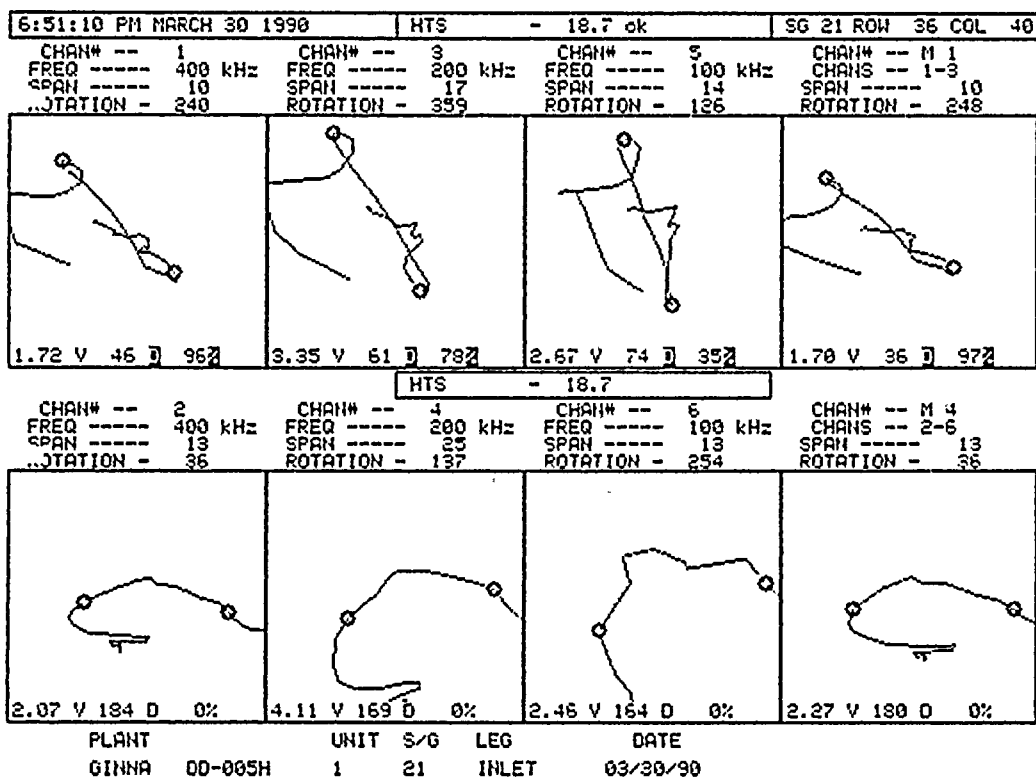 6:51:10 PM MARCH 30 1990 HTS - 18.7 ok SG 21 ROW 36 COL 40
CHAN# -- 1 CHAN# -- 3 CHAN# -- 5 CHAN# -- M 1
FREQ ----- 400 kHz FREQ ----- 200 kHz FREQ ----- 100 kHz CHANS -- 1-3
SPAN ----- 10 SPAN ----- 17 SPAN ----- 14 SPAN ----- 10
..OTATION - 240 ROTATION - 359 ROTATION - 126 ROTATION - 248
1.72 V 46 D 96% 3.35 V 61 D 78% 2.67 V 74 D 35% 1.70 V 36 D 97%
HTS - 18.7
CHAN# -- 2 CHAN# -- 4 CHAN# -- 6 CHAN# -- M 4
FREQ ----- 400 kHz FREQ ----- 200 kHz FREQ ----- 100 kHz CHANS -- 2-6
SPAN ----- 13 SPAN ----- 25 SPAN ----- 13 SPAN ----- 13
..OTATION - 36 ROTATION - 137 ROTATION - 254 ROTATION - 36
2.07 V 184 D 0% 4.11 V 169 D 0% 2.46 V 164 D 0% 2.27 V 180 D 0%
PLANT UNIT S/G LEG DATE
GINNA DD-005H 1 21 INLET 03/30/90